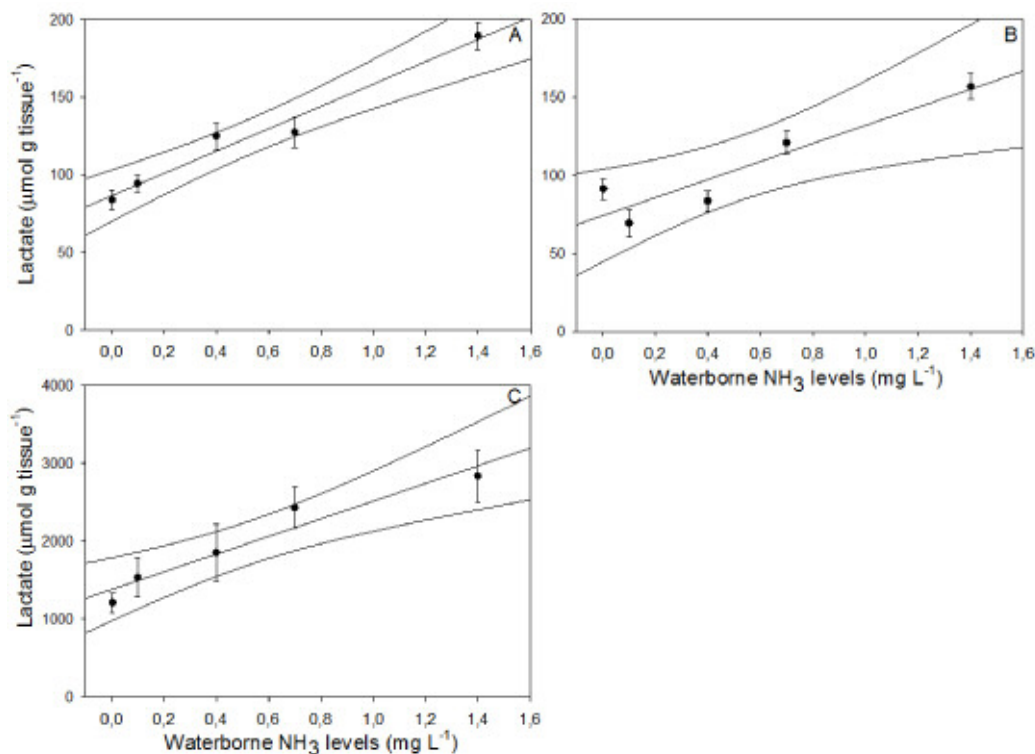 200
150
100
50
0
Lactate (µmol g tissue⁻¹)
A
0,0 0,2 0,4 0,6 0,8 1,0 1,2 1,4 1,6
200
150
100
50
0
B
0,0 0,2 0,4 0,6 0,8 1,0 1,2 1,4 1,6
Waterborne NH₃ levels (mg L⁻¹)
4000
3000
2000
1000
0
Lactate (µmol g tissue⁻¹)
C
0,0 0,2 0,4 0,6 0,8 1,0 1,2 1,4 1,6
Waterborne NH₃ levels (mg L⁻¹)